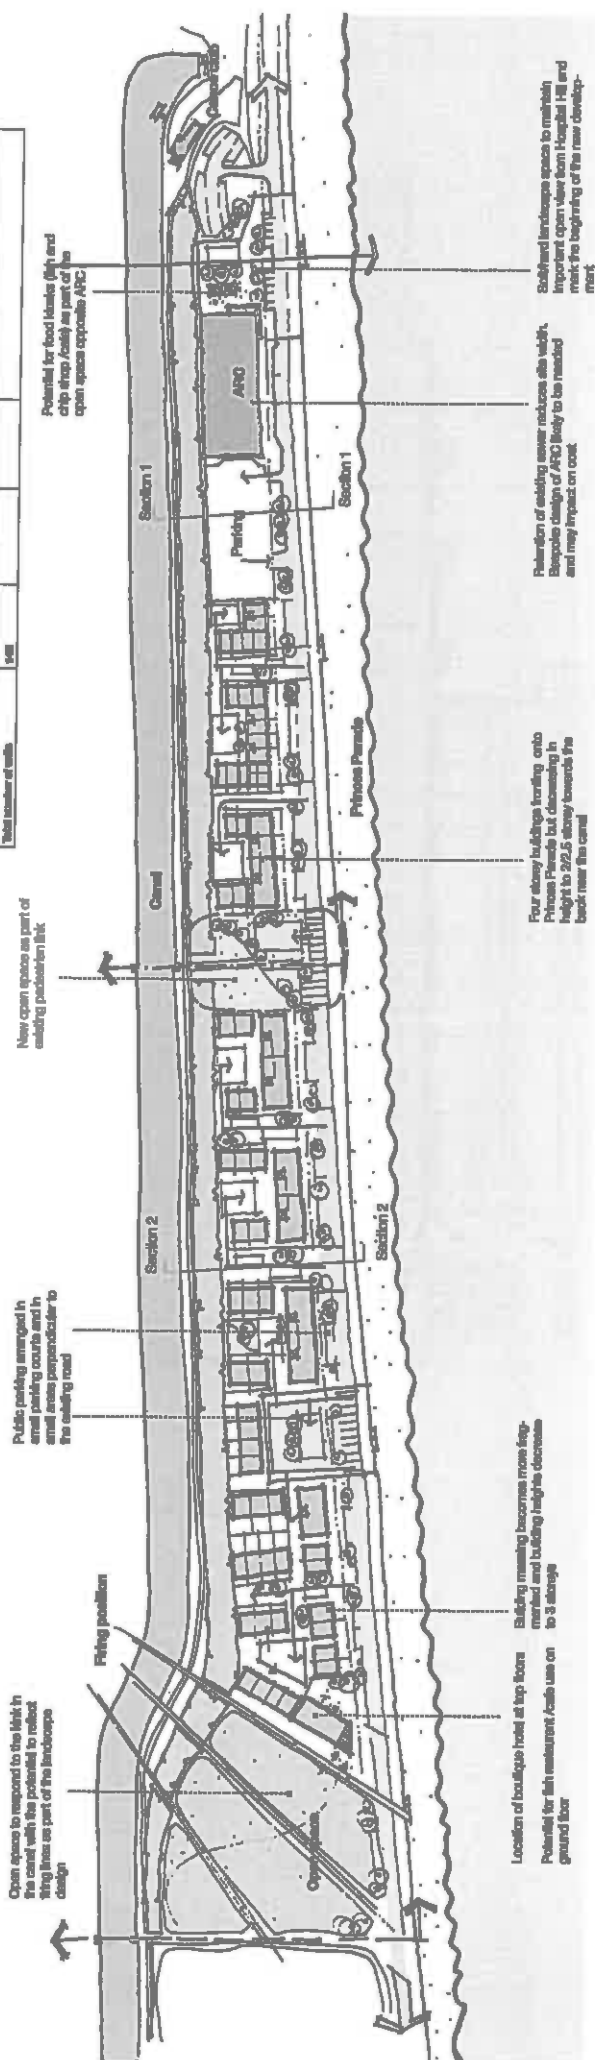 Total number of units
Open space to respond to the kink in
the canal with the potential to reflect
firing lines as part of the landscape
design
Public parking arranged in
small parking courts and in
small areas perpendicular to
the existing road
New open space as part of
existing pedestrian link
Potential for food kiosks (fish and
chip shop /cafe) as part of the
open space opposite ARC
Firing position
Section 2
Canal
Section 1
Canoe club
Open space
Parking
ARC
Section 2
Princes Parade
Section 1
Location of boutique hotel at top floors
Potential for fish restaurant /cafe use on
ground floor
Building massing becomes more frag-
mented and building heights decrease
to 3 storeys
Four storey buildings fronting onto
Princes Parade but decreasing in
height to 2/2.5 storey towards the
back near the canal
Retention of existing sewer reduces site width.
Bespoke design of ARC likely to be needed
and may impact on cost
Soft/hard landscape space to maintain
important open view from Hospital Hill and
mark the beginning of the new develop-
ment